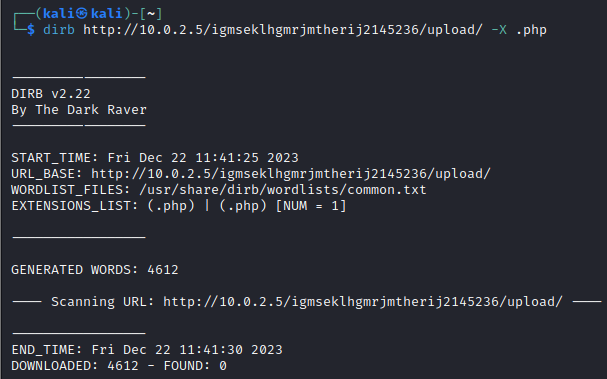 ┌──(kali㉿kali)-[~]
└─$ dirb http://10.0.2.5/igmseklhgmrjmtherij2145236/upload/ -X .php
-----------------
DIRB v2.22
By The Dark Raver
-----------------
START_TIME: Fri Dec 22 11:41:25 2023
URL_BASE: http://10.0.2.5/igmseklhgmrjmtherij2145236/upload/
WORDLIST_FILES: /usr/share/dirb/wordlists/common.txt
EXTENSIONS_LIST: (.php) | (.php) [NUM = 1]
-----------------
GENERATED WORDS: 4612
---- Scanning URL: http://10.0.2.5/igmseklhgmrjmtherij2145236/upload/ ----
-----------------
END_TIME: Fri Dec 22 11:41:30 2023
DOWNLOADED: 4612 - FOUND: 0